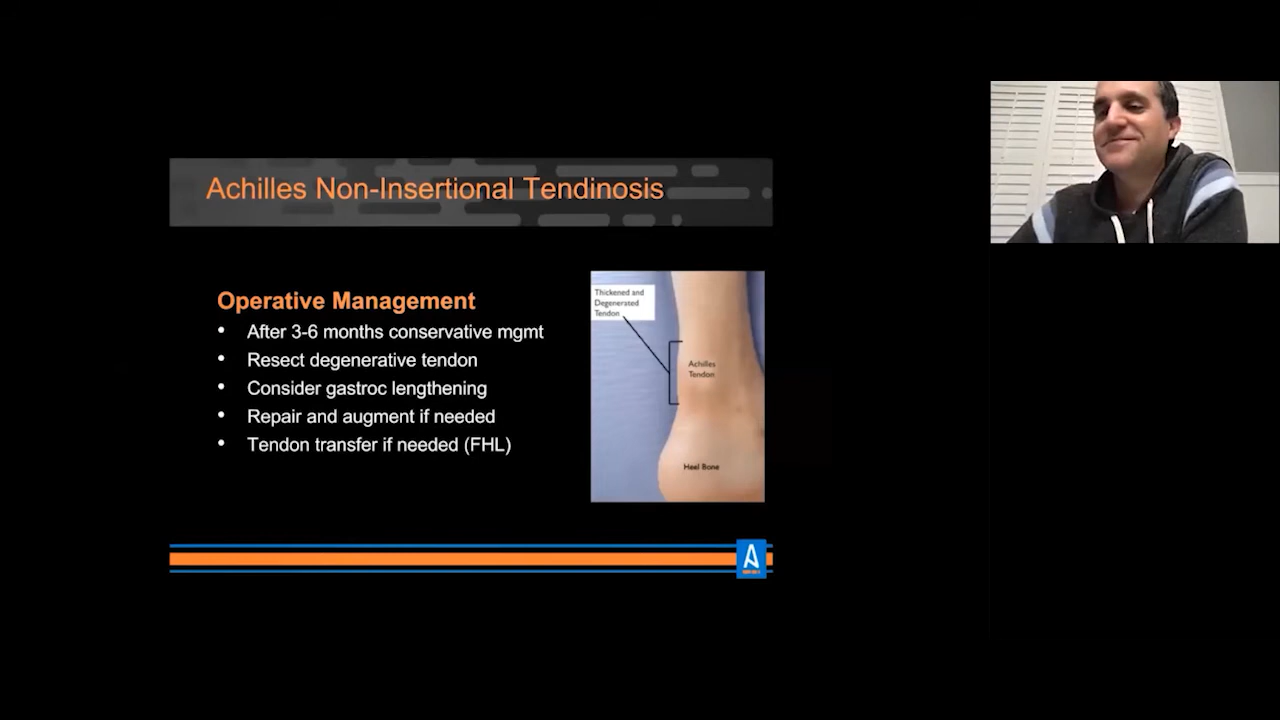 Achilles Non-Insertional Tendinosis
Operative Management
• After 3-6 months conservative mgmt
• Resect degenerative tendon
• Consider gastroc lengthening
• Repair and augment if needed
• Tendon transfer if needed (FHL)
Thickened and
Degenerated
Tendon
Achilles
Tendon
Heel Bone
A